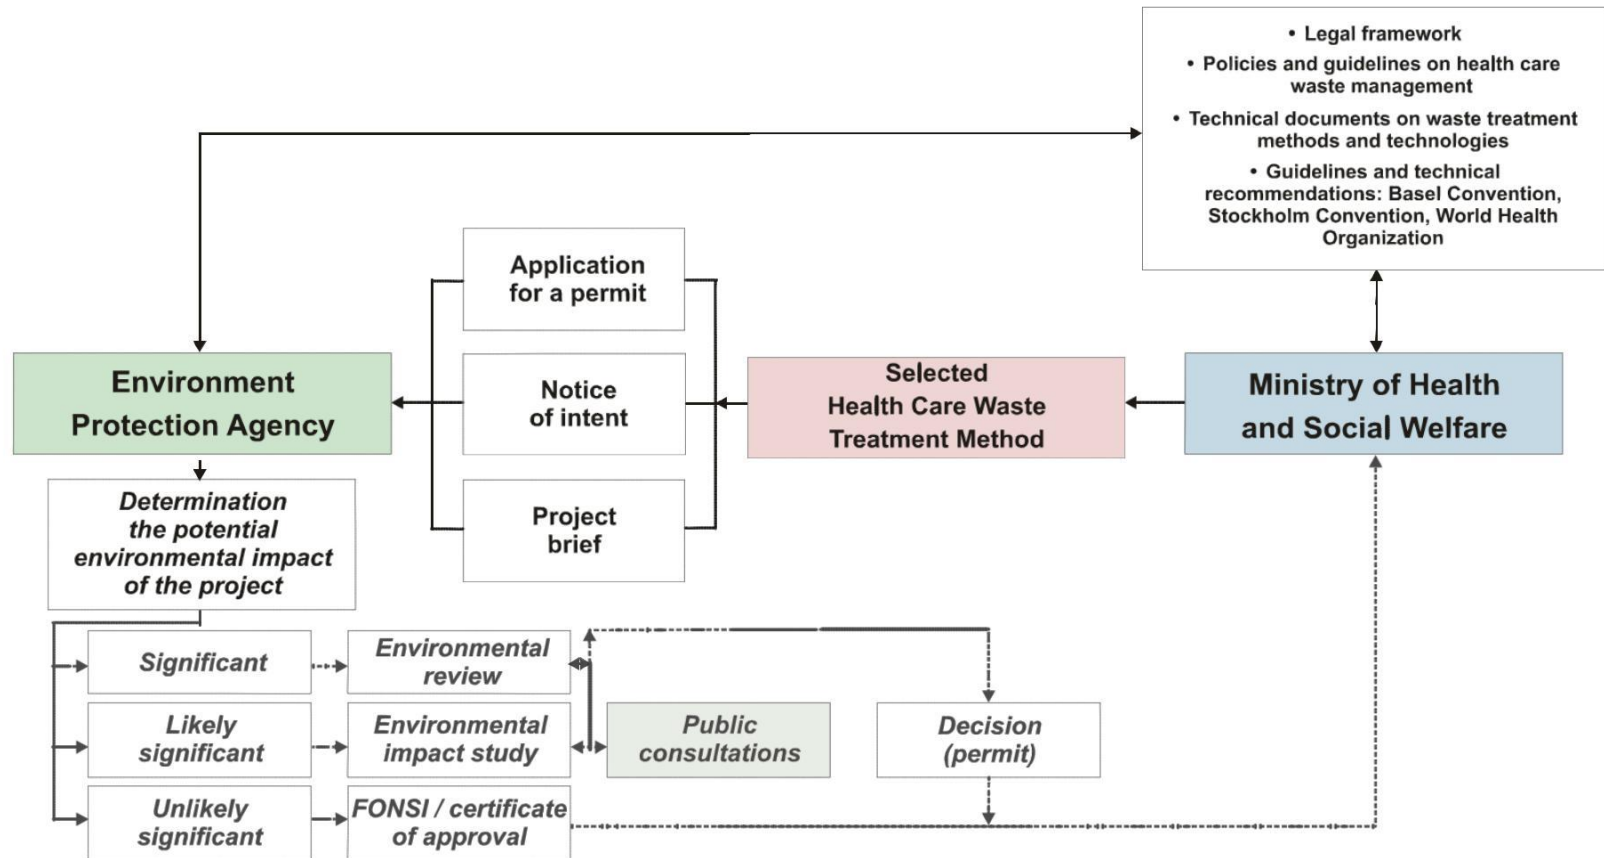 • Legal framework
• Policies and guidelines on health care
waste management
• Technical documents on waste treatment
methods and technologies
• Guidelines and technical
recommendations: Basel Convention,
Stockholm Convention, World Health
Organization
Application
for a permit
Environment
Protection Agency
Notice
of intent
Selected
Health Care Waste
Treatment Method
Ministry of Health
and Social Welfare
Project
brief
Determination
the potential
environmental impact
of the project
Significant
Environmental
review
Likely
significant
Environmental
impact study
Public
consultations
Decision
(permit)
Unlikely
significant
FONSI / certificate
of approval